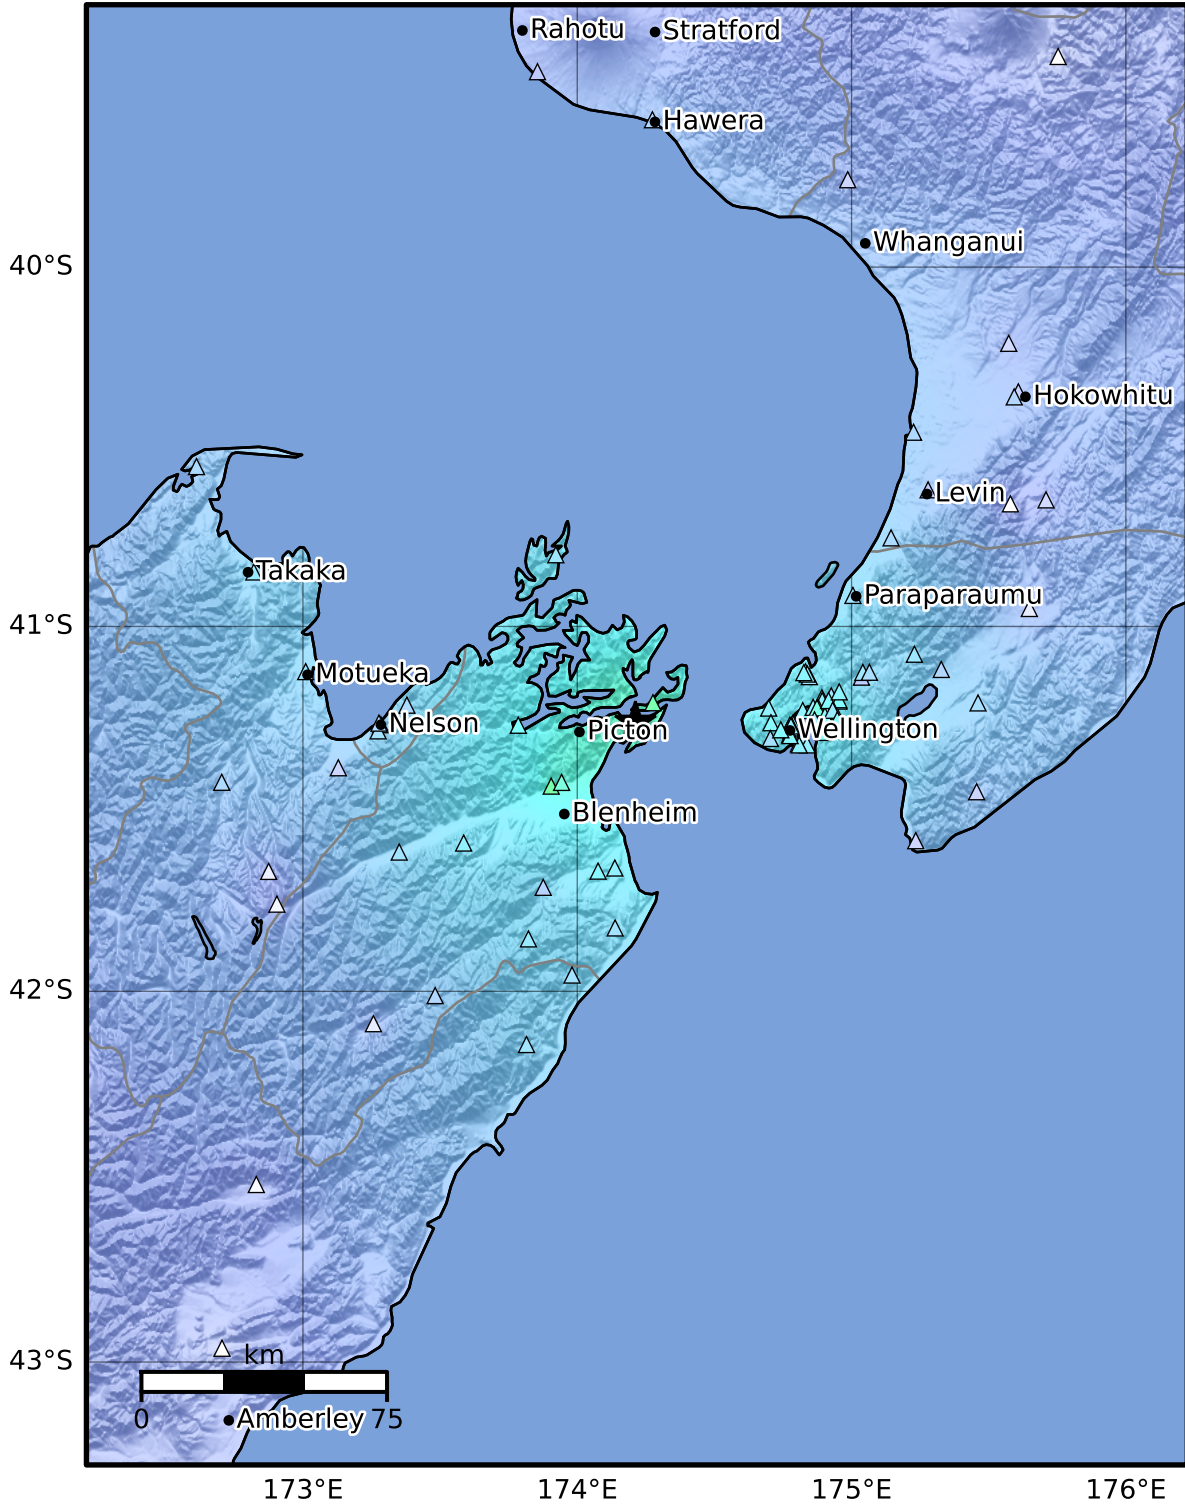 Rahotu
Stratford
Hawera
Whanganui
40°S
Hokowhitu
Levin
Takaka
Paraparaumu
41°S
Motueka
Nelson
Picton
Wellington
Blenheim
42°S
43°S
km
0
75
Amberley
173°E
174°E
175°E
176°E